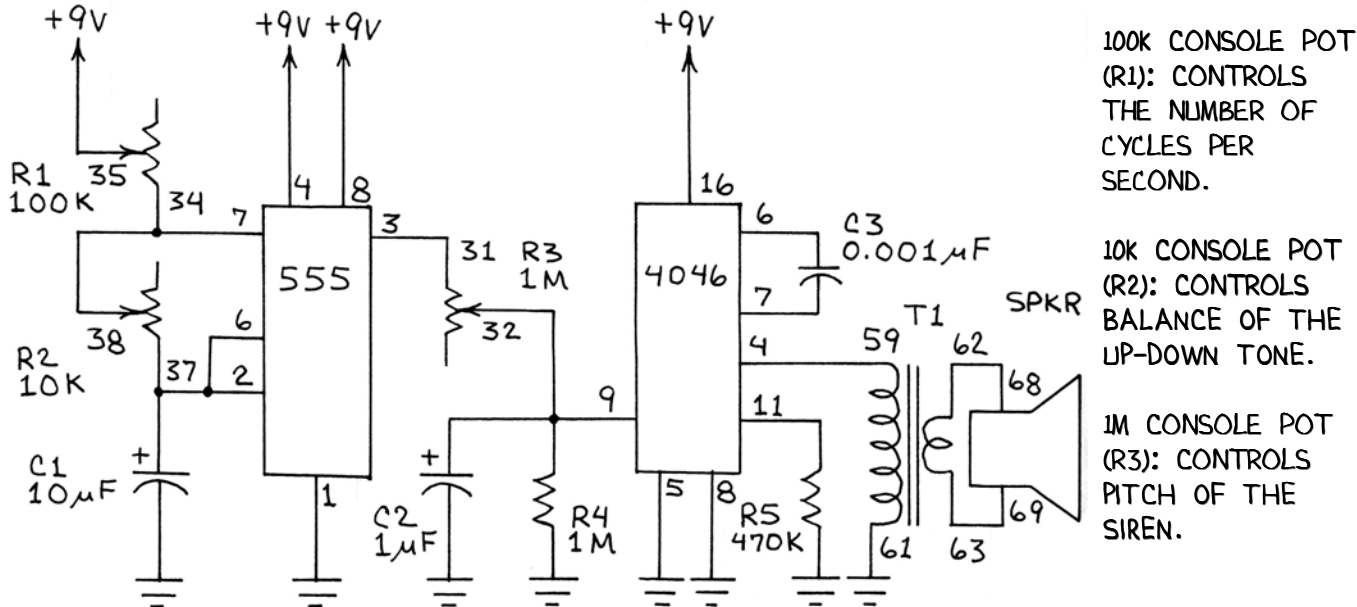 +9V
+9V +9V
+9V
R1
100K
35
34
7
4
8
3
555
R2
10K
38
37
6
2
1
C1
10µF
+
31
R3
1M
32
9
+
C2
1µF
R4
1M
16
4046
6
7
4
11
5
8
C3
0.001µF
R5
470K
T1
59
61
62
63
SPKR
68
69
100K CONSOLE POT
(R1): CONTROLS
THE NUMBER OF
CYCLES PER
SECOND.
10K CONSOLE POT
(R2): CONTROLS
BALANCE OF THE
UP-DOWN TONE.
1M CONSOLE POT
(R3): CONTROLS
PITCH OF THE
SIREN.